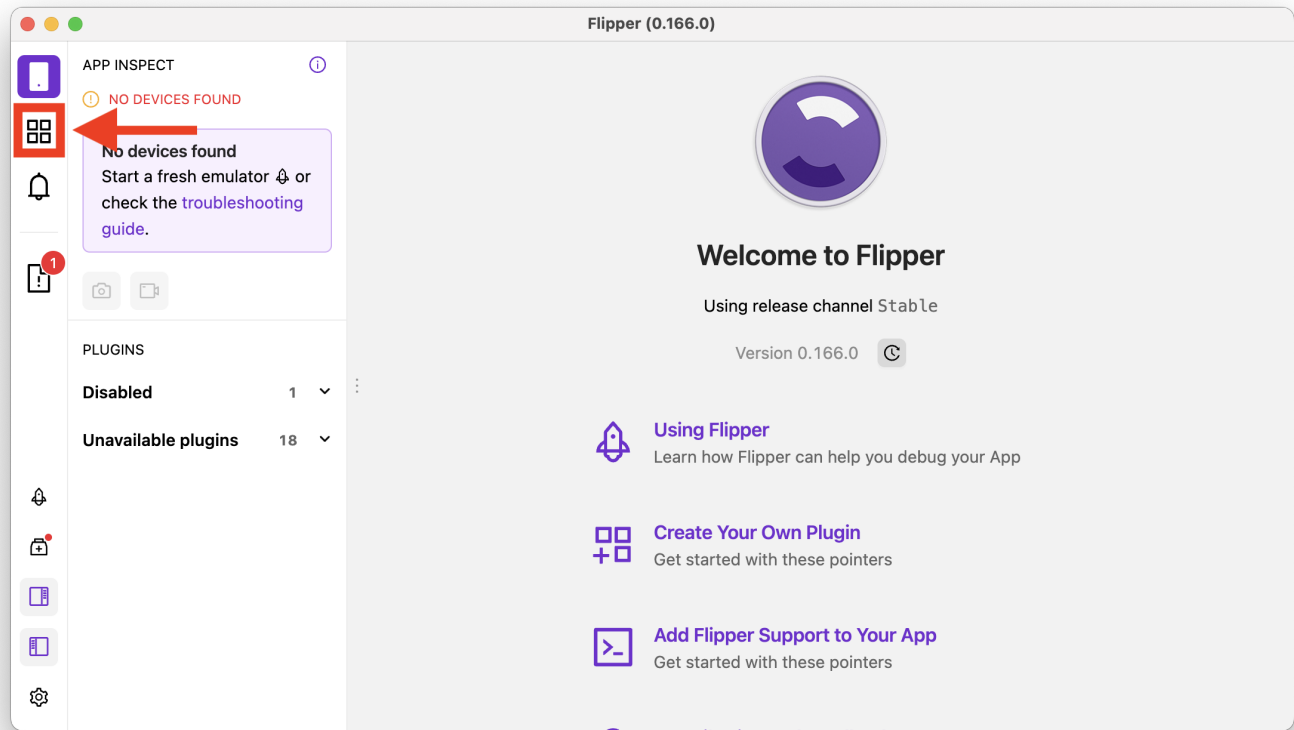 Flipper (0.166.0)
APP INSPECT
NO DEVICES FOUND
No devices found
Start a fresh emulator or
check the troubleshooting
guide.
1
PLUGINS
Disabled 1
Unavailable plugins 18
Welcome to Flipper
Using release channel Stable
Version 0.166.0
Using Flipper
Learn how Flipper can help you debug your App
Create Your Own Plugin
Get started with these pointers
Add Flipper Support to Your App
Get started with these pointers